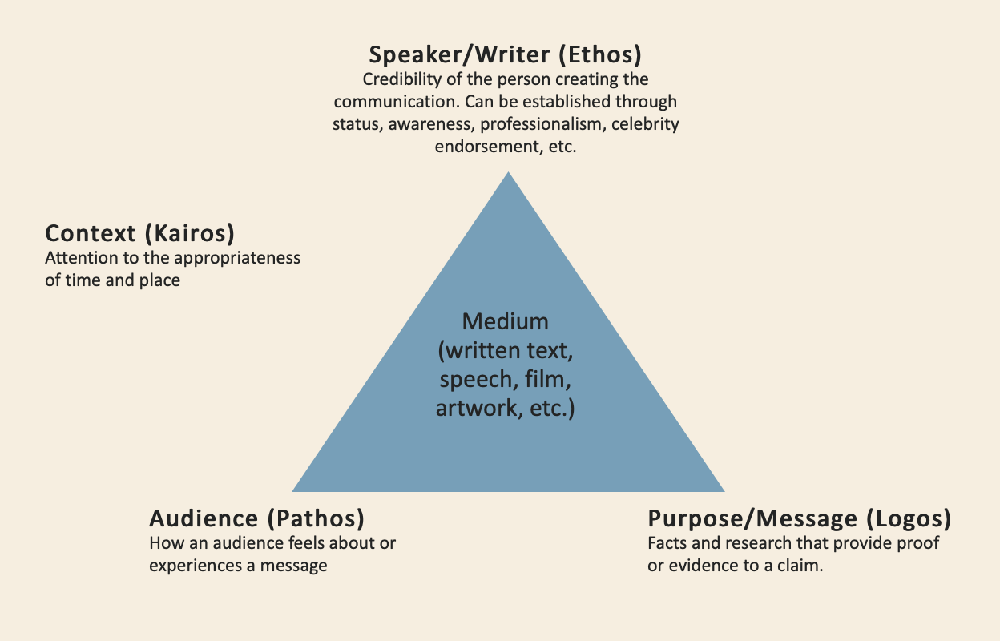 Speaker/Writer (Ethos)
Credibility of the person creating the
communication. Can be established through
status, awareness, professionalism, celebrity
endorsement, etc.
Context (Kairos)
Attention to the appropriateness
of time and place
Medium
(written text,
speech, film,
artwork, etc.)
Audience (Pathos)
How an audience feels about or
experiences a message
Purpose/Message (Logos)
Facts and research that provide proof
or evidence to a claim.